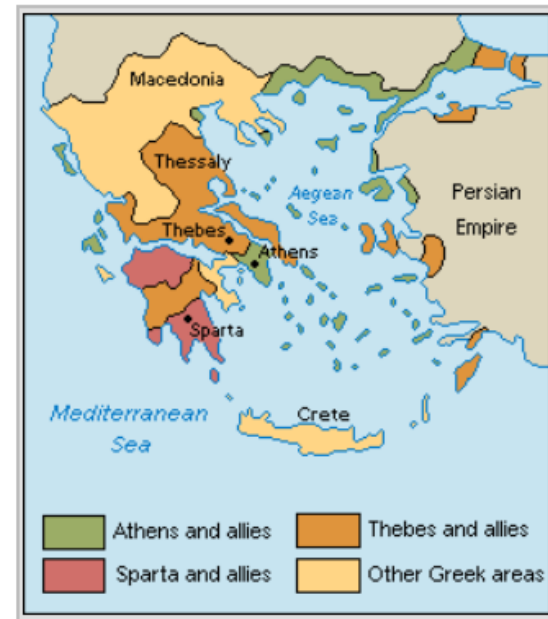 Macedonia
Thessaly
Aegean
Sea
Persian
Empire
Thebes
Athens
Sparta
Mediterranean
Sea
Crete
Athens and allies
Thebes and allies
Sparta and allies
Other Greek areas